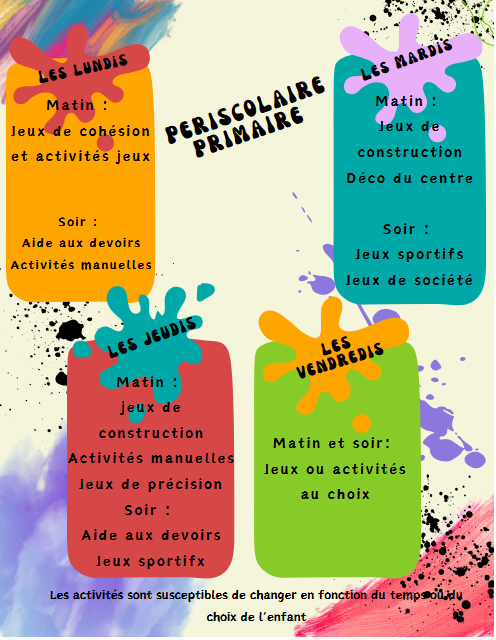 PERISCOLAIRE
PRIMAIRE
LES LUNDIS
Matin :
Jeux de cohésion
et activités jeux
Soir :
Aide aux devoirs
Activités manuelles
LES MARDIS
Matin :
Jeux de
construction
Déco du centre
Soir :
Jeux sportifs
Jeux de société
LES JEUDIS
Matin :
jeux de
construction
Activités manuelles
Jeux de précision
Soir :
Aide aux devoirs
Jeux sportifx
LES
VENDREDIS
Matin et soir:
Jeux ou activités
au choix
Les activités sont susceptibles de changer en fonction du temps ou du
choix de l'enfant